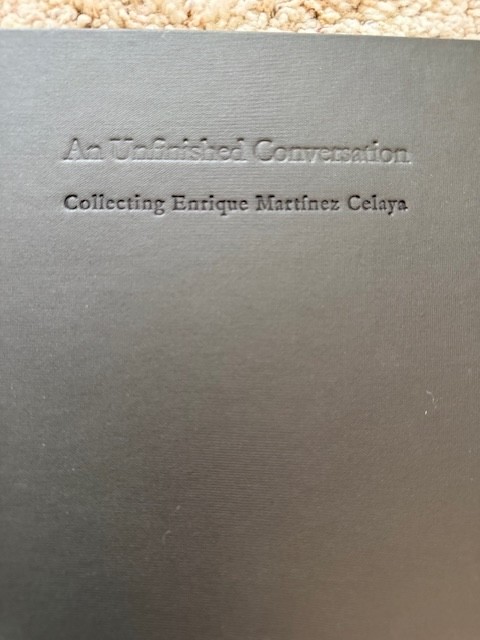 An Unfinished Conversation
Collecting Enrique Martínez Celaya